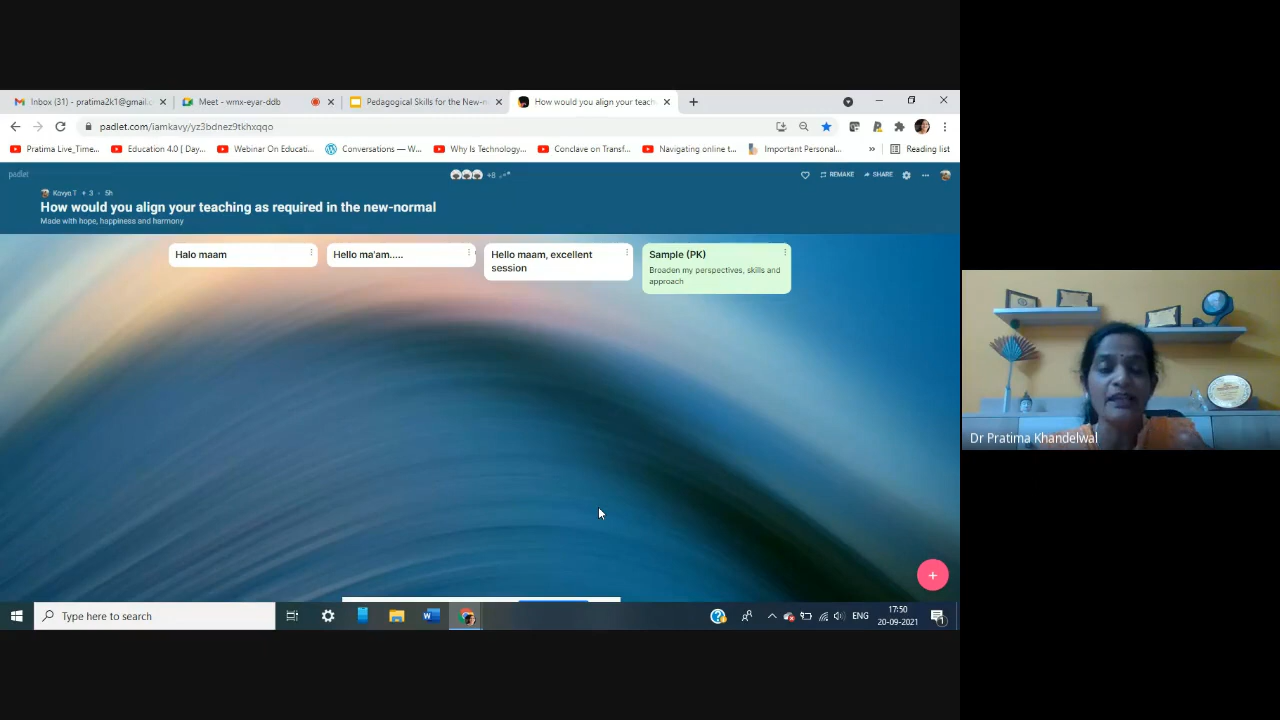 Inbox (31) - pratima2k1@gmail.c
Meet - wmx-eyar-ddb
Pedagogical Skills for the New-n
How would you align your teach
padlet.com/iamkavy/yz3bdnez9tkhxqqo
Pratima Live_Time...
Education 4.0 [ Day...
Webinar On Educati...
Conversations — W...
Why Is Technology...
Conclave on Transf...
Navigating online t...
Important Personal...
»
Reading list
padlet
+8
REMAKE
SHARE
Kavya T + 3 · 5h
How would you align your teaching as required in the new-normal
Made with hope, happiness and harmony
Halo maam
Hello ma'am.....
Hello maam, excellent
session
Sample (PK)
Broaden my perspectives, skills and
approach
Dr Pratima Khandelwal
Type here to search
ENG
17:50
20-09-2021
1